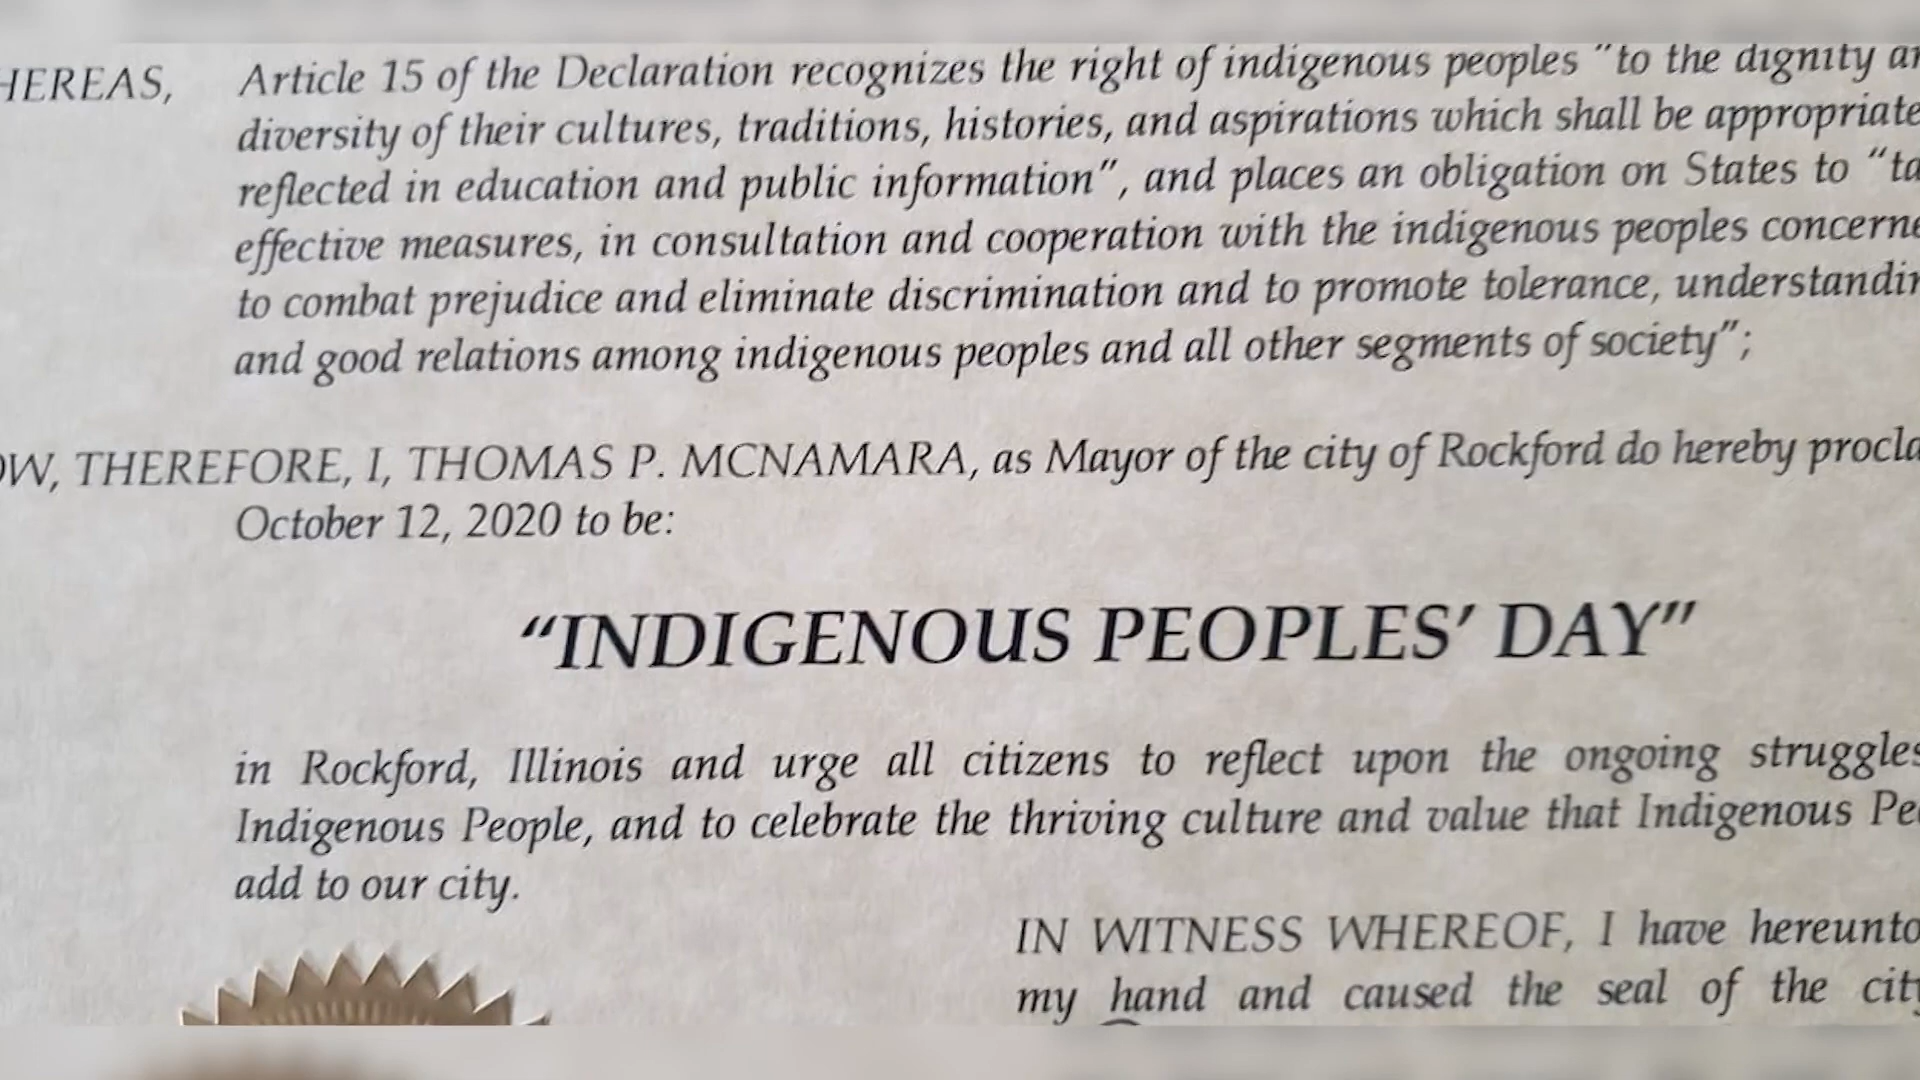 HEREAS, Article 15 of the Declaration recognizes the right of indigenous peoples "to the dignity
diversity of their cultures, traditions, histories, and aspirations which shall be appropriate
reflected in education and public information", and places an obligation on States to "ta
effective measures, in consultation and cooperation with the indigenous peoples concerne
to combat prejudice and eliminate discrimination and to promote tolerance, understandin
and good relations among indigenous peoples and all other segments of society";
OW, THEREFORE, I, THOMAS P. MCNAMARA, as Mayor of the city of Rockford do hereby procla
October 12, 2020 to be:
"INDIGENOUS PEOPLES' DAY"
in Rockford, Illinois and urge all citizens to reflect upon the ongoing struggles
Indigenous People, and to celebrate the thriving culture and value that Indigenous Pe
add to our city.
IN WITNESS WHEREOF, I have hereunto
my hand and caused the seal of the city